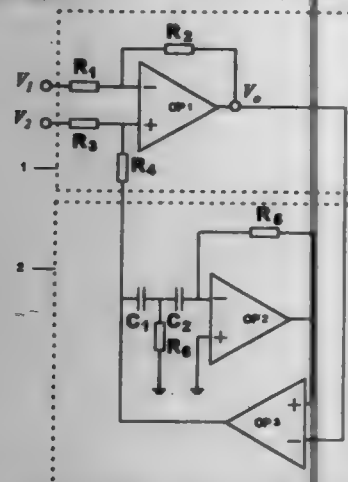 R₂
V₁
R₁
OP1
Vₒ
V₂
R₃
R₄
1
2
R₅
C₁
C₂
OP2
R₆
OP3